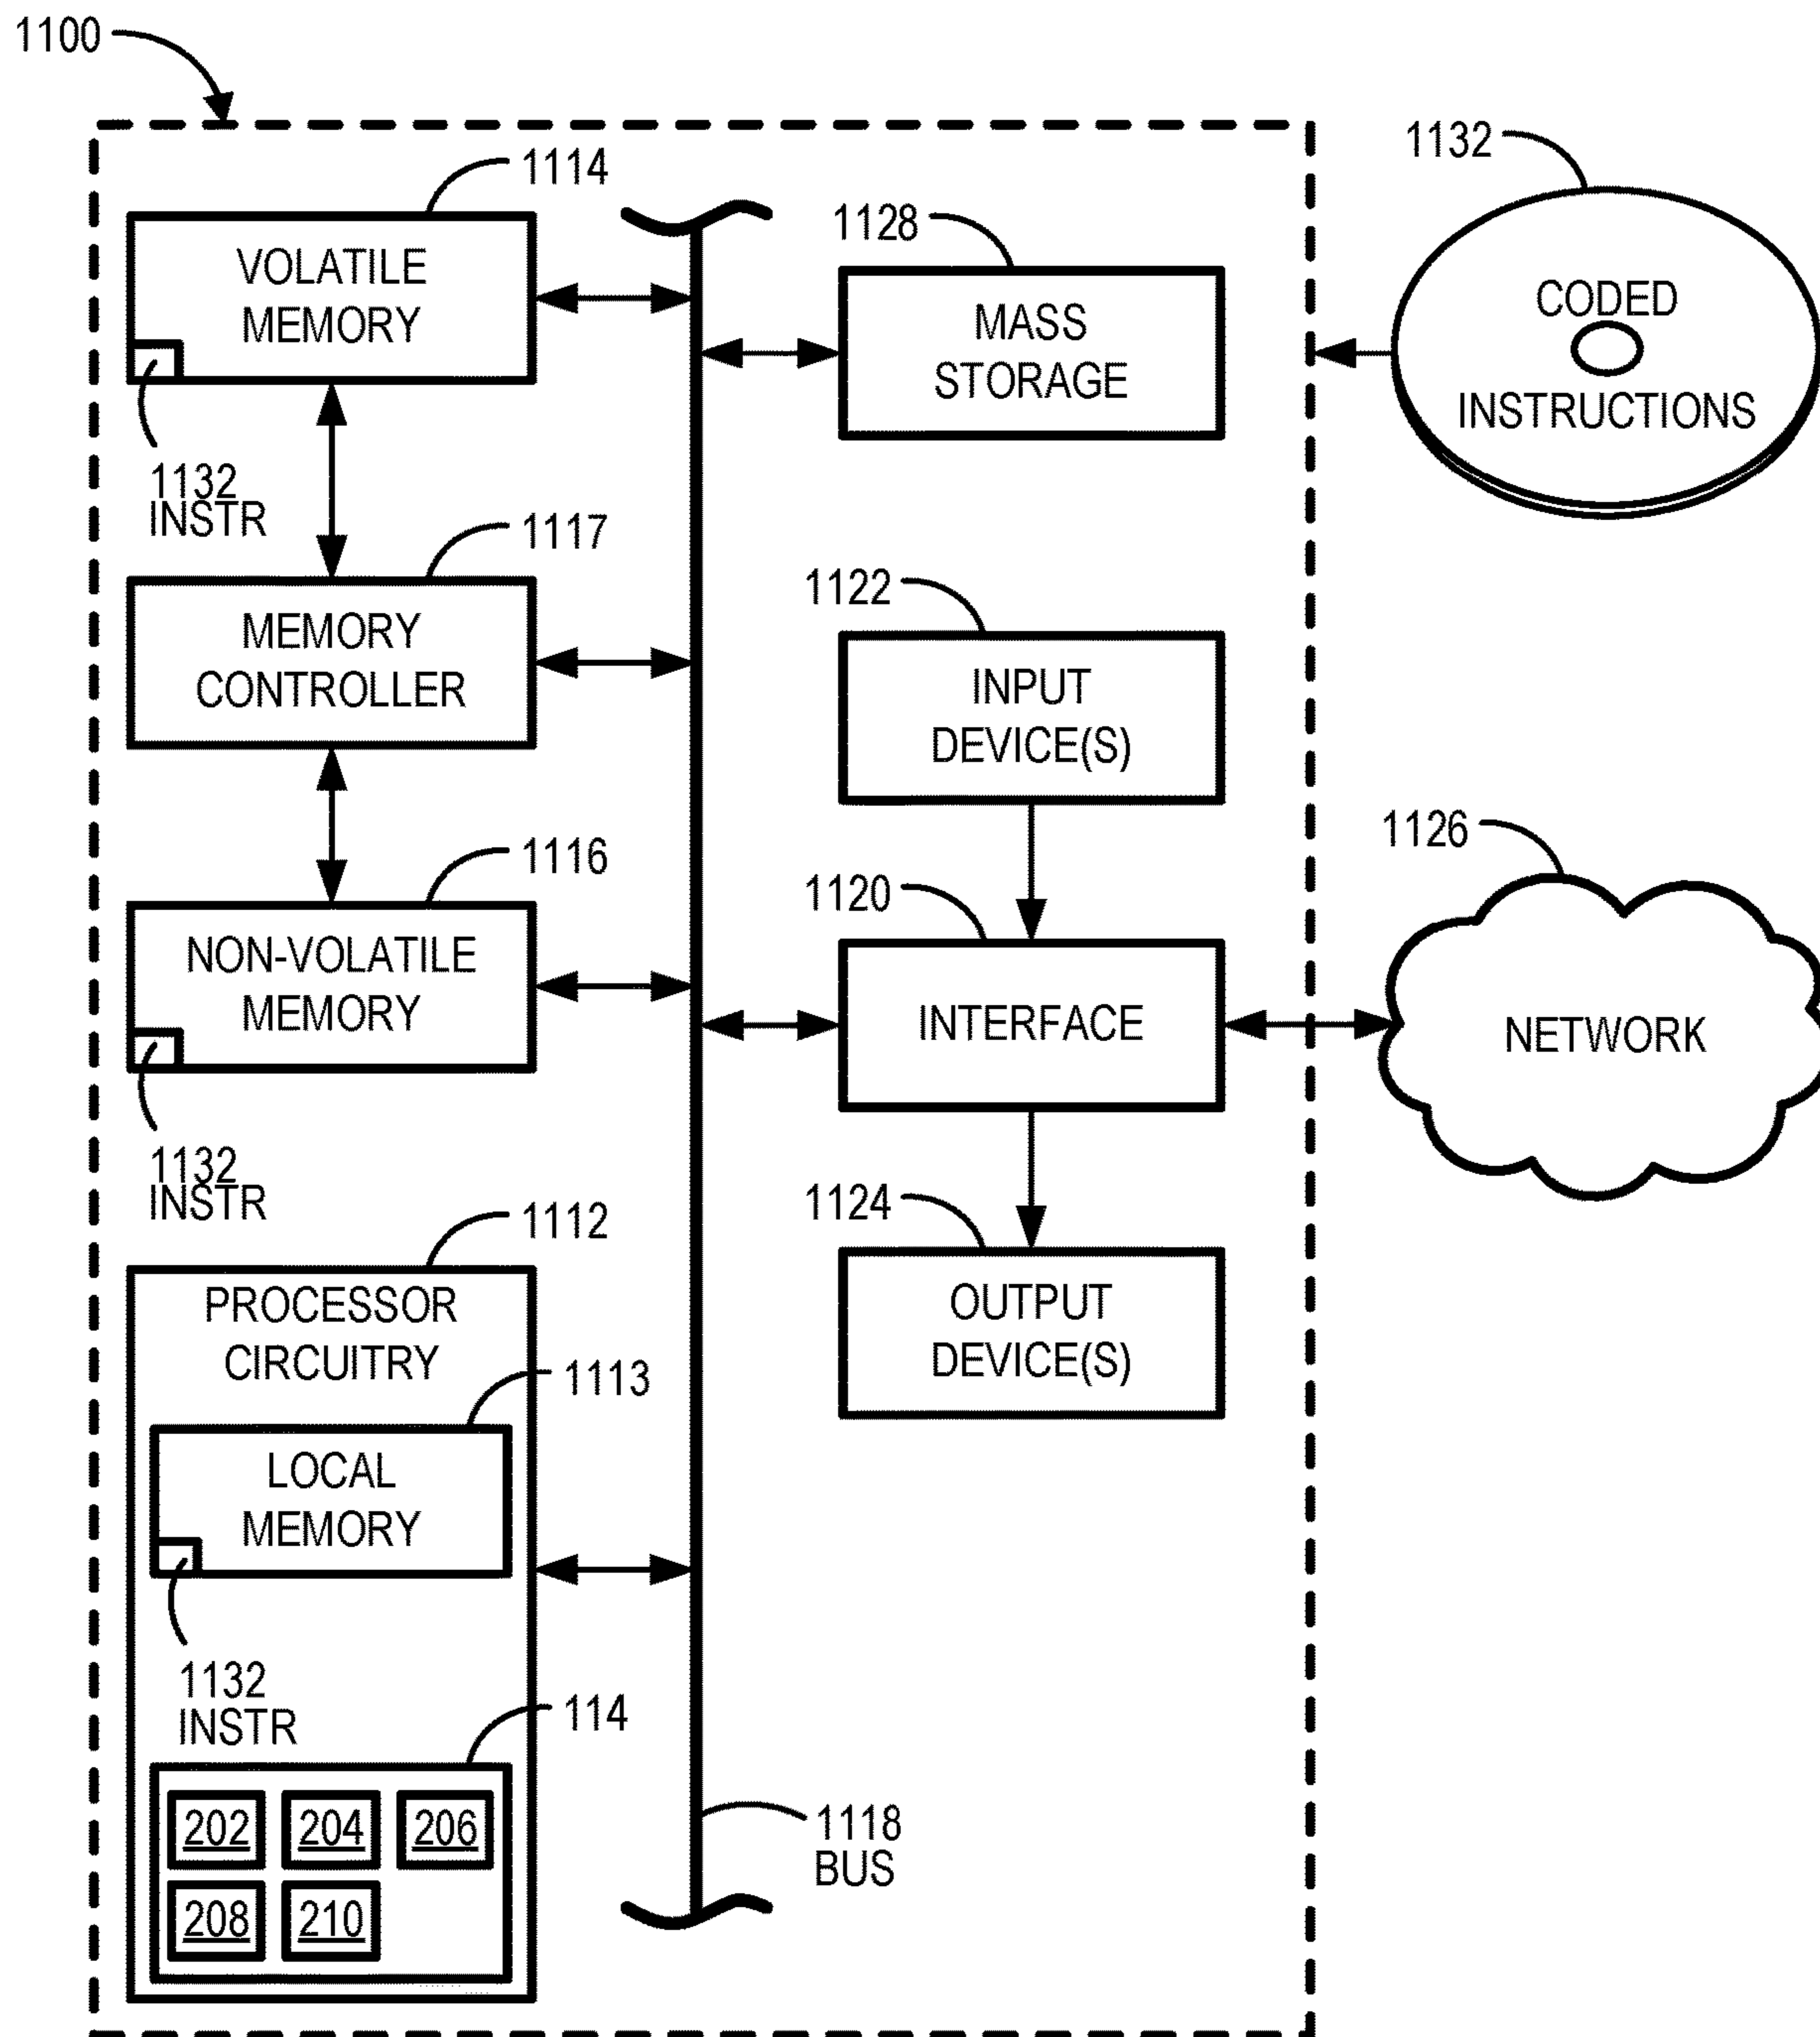 1100
1114
VOLATILE
MEMORY
1132
INSTR
1117
MEMORY
CONTROLLER
1116
NON-VOLATILE
MEMORY
1132
INSTR
1112
PROCESSOR
CIRCUITRY
1113
LOCAL
MEMORY
1132
INSTR
114
202 204 206
208 210
1118
BUS
1128
MASS
STORAGE
1122
INPUT
DEVICE(S)
1120
INTERFACE
1124
OUTPUT
DEVICE(S)
1132
CODED
INSTRUCTIONS
1126
NETWORK